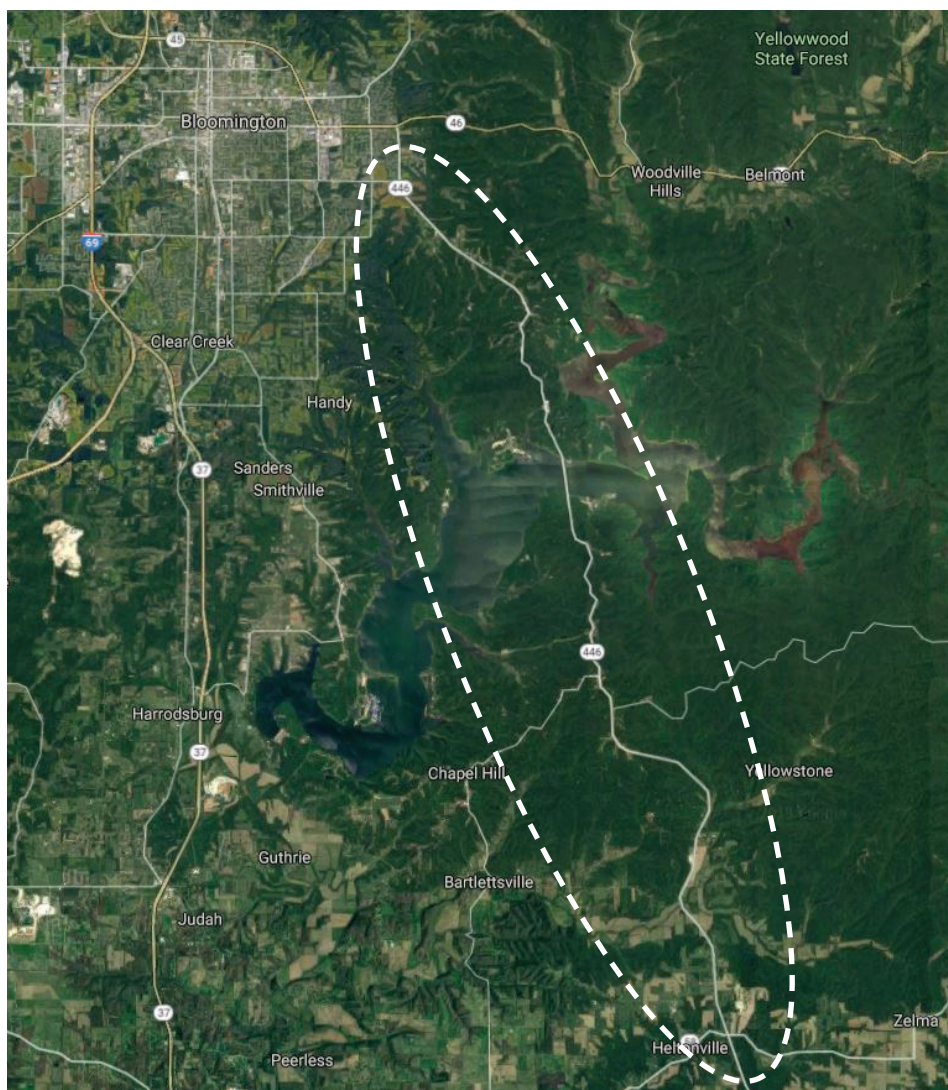 Yellowwood
State Forest
45
Bloomington
46
Woodville
Hills
Belmont
446
69
Clear Creek
Handy
Sanders
Smithville
37
446
Harrodsburg
37
Chapel Hill
Yellowstone
Guthrie
Bartlettsville
Judah
37
Zelma
Heltonville
Peerless